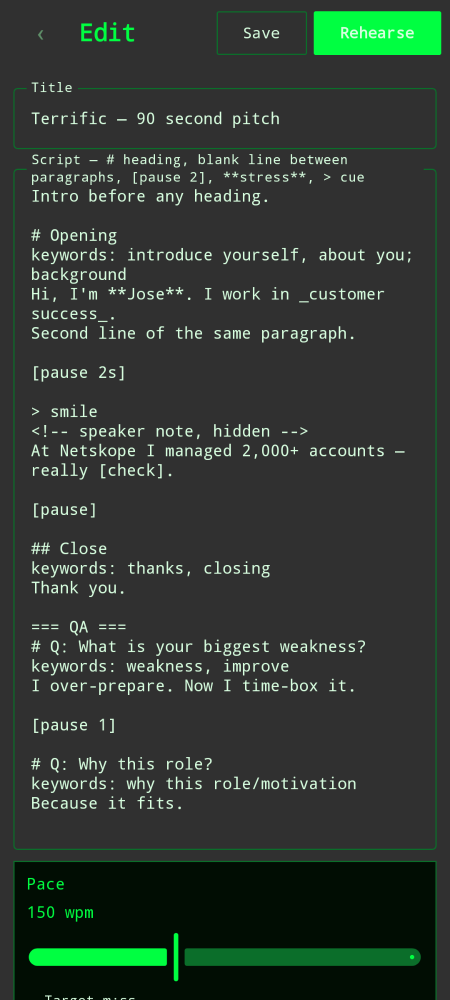 ‹ Edit Save Rehearse
Title
Terrific — 90 second pitch
Script — # heading, blank line between
paragraphs, [pause 2], **stress**, > cue
Intro before any heading.
# Opening
keywords: introduce yourself, about you;
background
Hi, I'm **Jose**. I work in _customer
success_.
Second line of the same paragraph.
[pause 2s]
> smile
<!-- speaker note, hidden -->
At Netskope I managed 2,000+ accounts —
really [check].
[pause]
## Close
keywords: thanks, closing
Thank you.
=== QA ===
# Q: What is your biggest weakness?
keywords: weakness, improve
I over-prepare. Now I time-box it.
[pause 1]
# Q: Why this role?
keywords: why this role/motivation
Because it fits.
Pace
150 wpm
Target